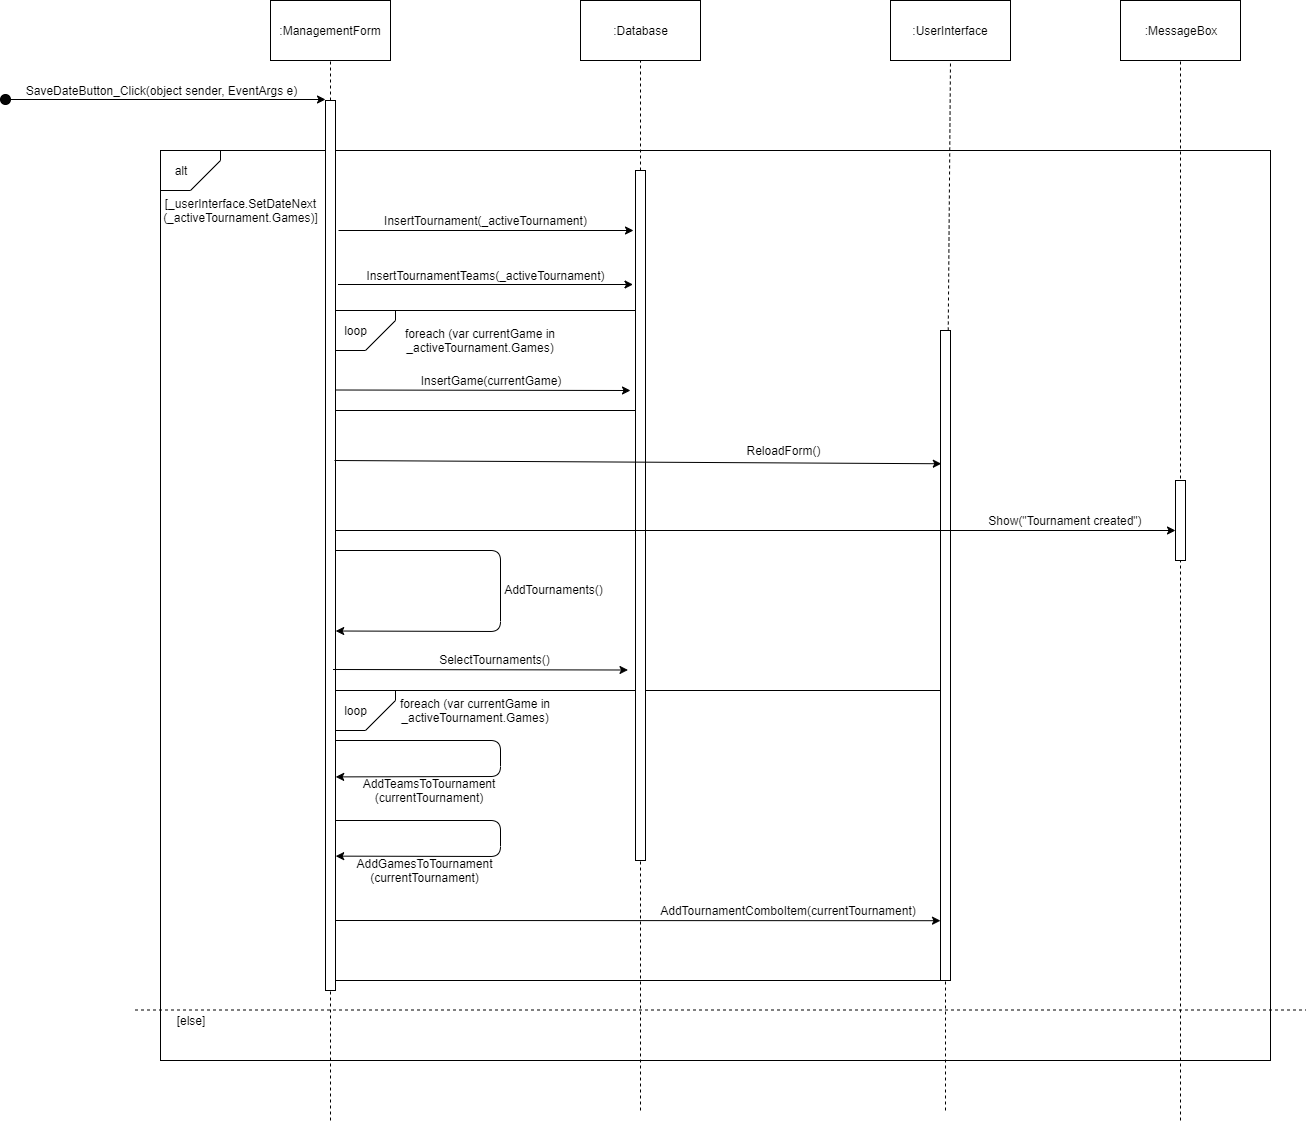 :ManagementForm
:Database
:UserInterface
:MessageBox
SaveDateButton_Click(object sender, EventArgs e)
alt
[_userInterface.SetDateNext
(_activeTournament.Games)]
InsertTournament(_activeTournament)
InsertTournamentTeams(_activeTournament)
loop
foreach (var currentGame in
_activeTournament.Games)
InsertGame(currentGame)
ReloadForm()
Show("Tournament created")
AddTournaments()
SelectTournaments()
loop
foreach (var currentGame in
_activeTournament.Games)
AddTeamsToTournament
(currentTournament)
AddGamesToTournament
(currentTournament)
AddTournamentComboItem(currentTournament)
[else]